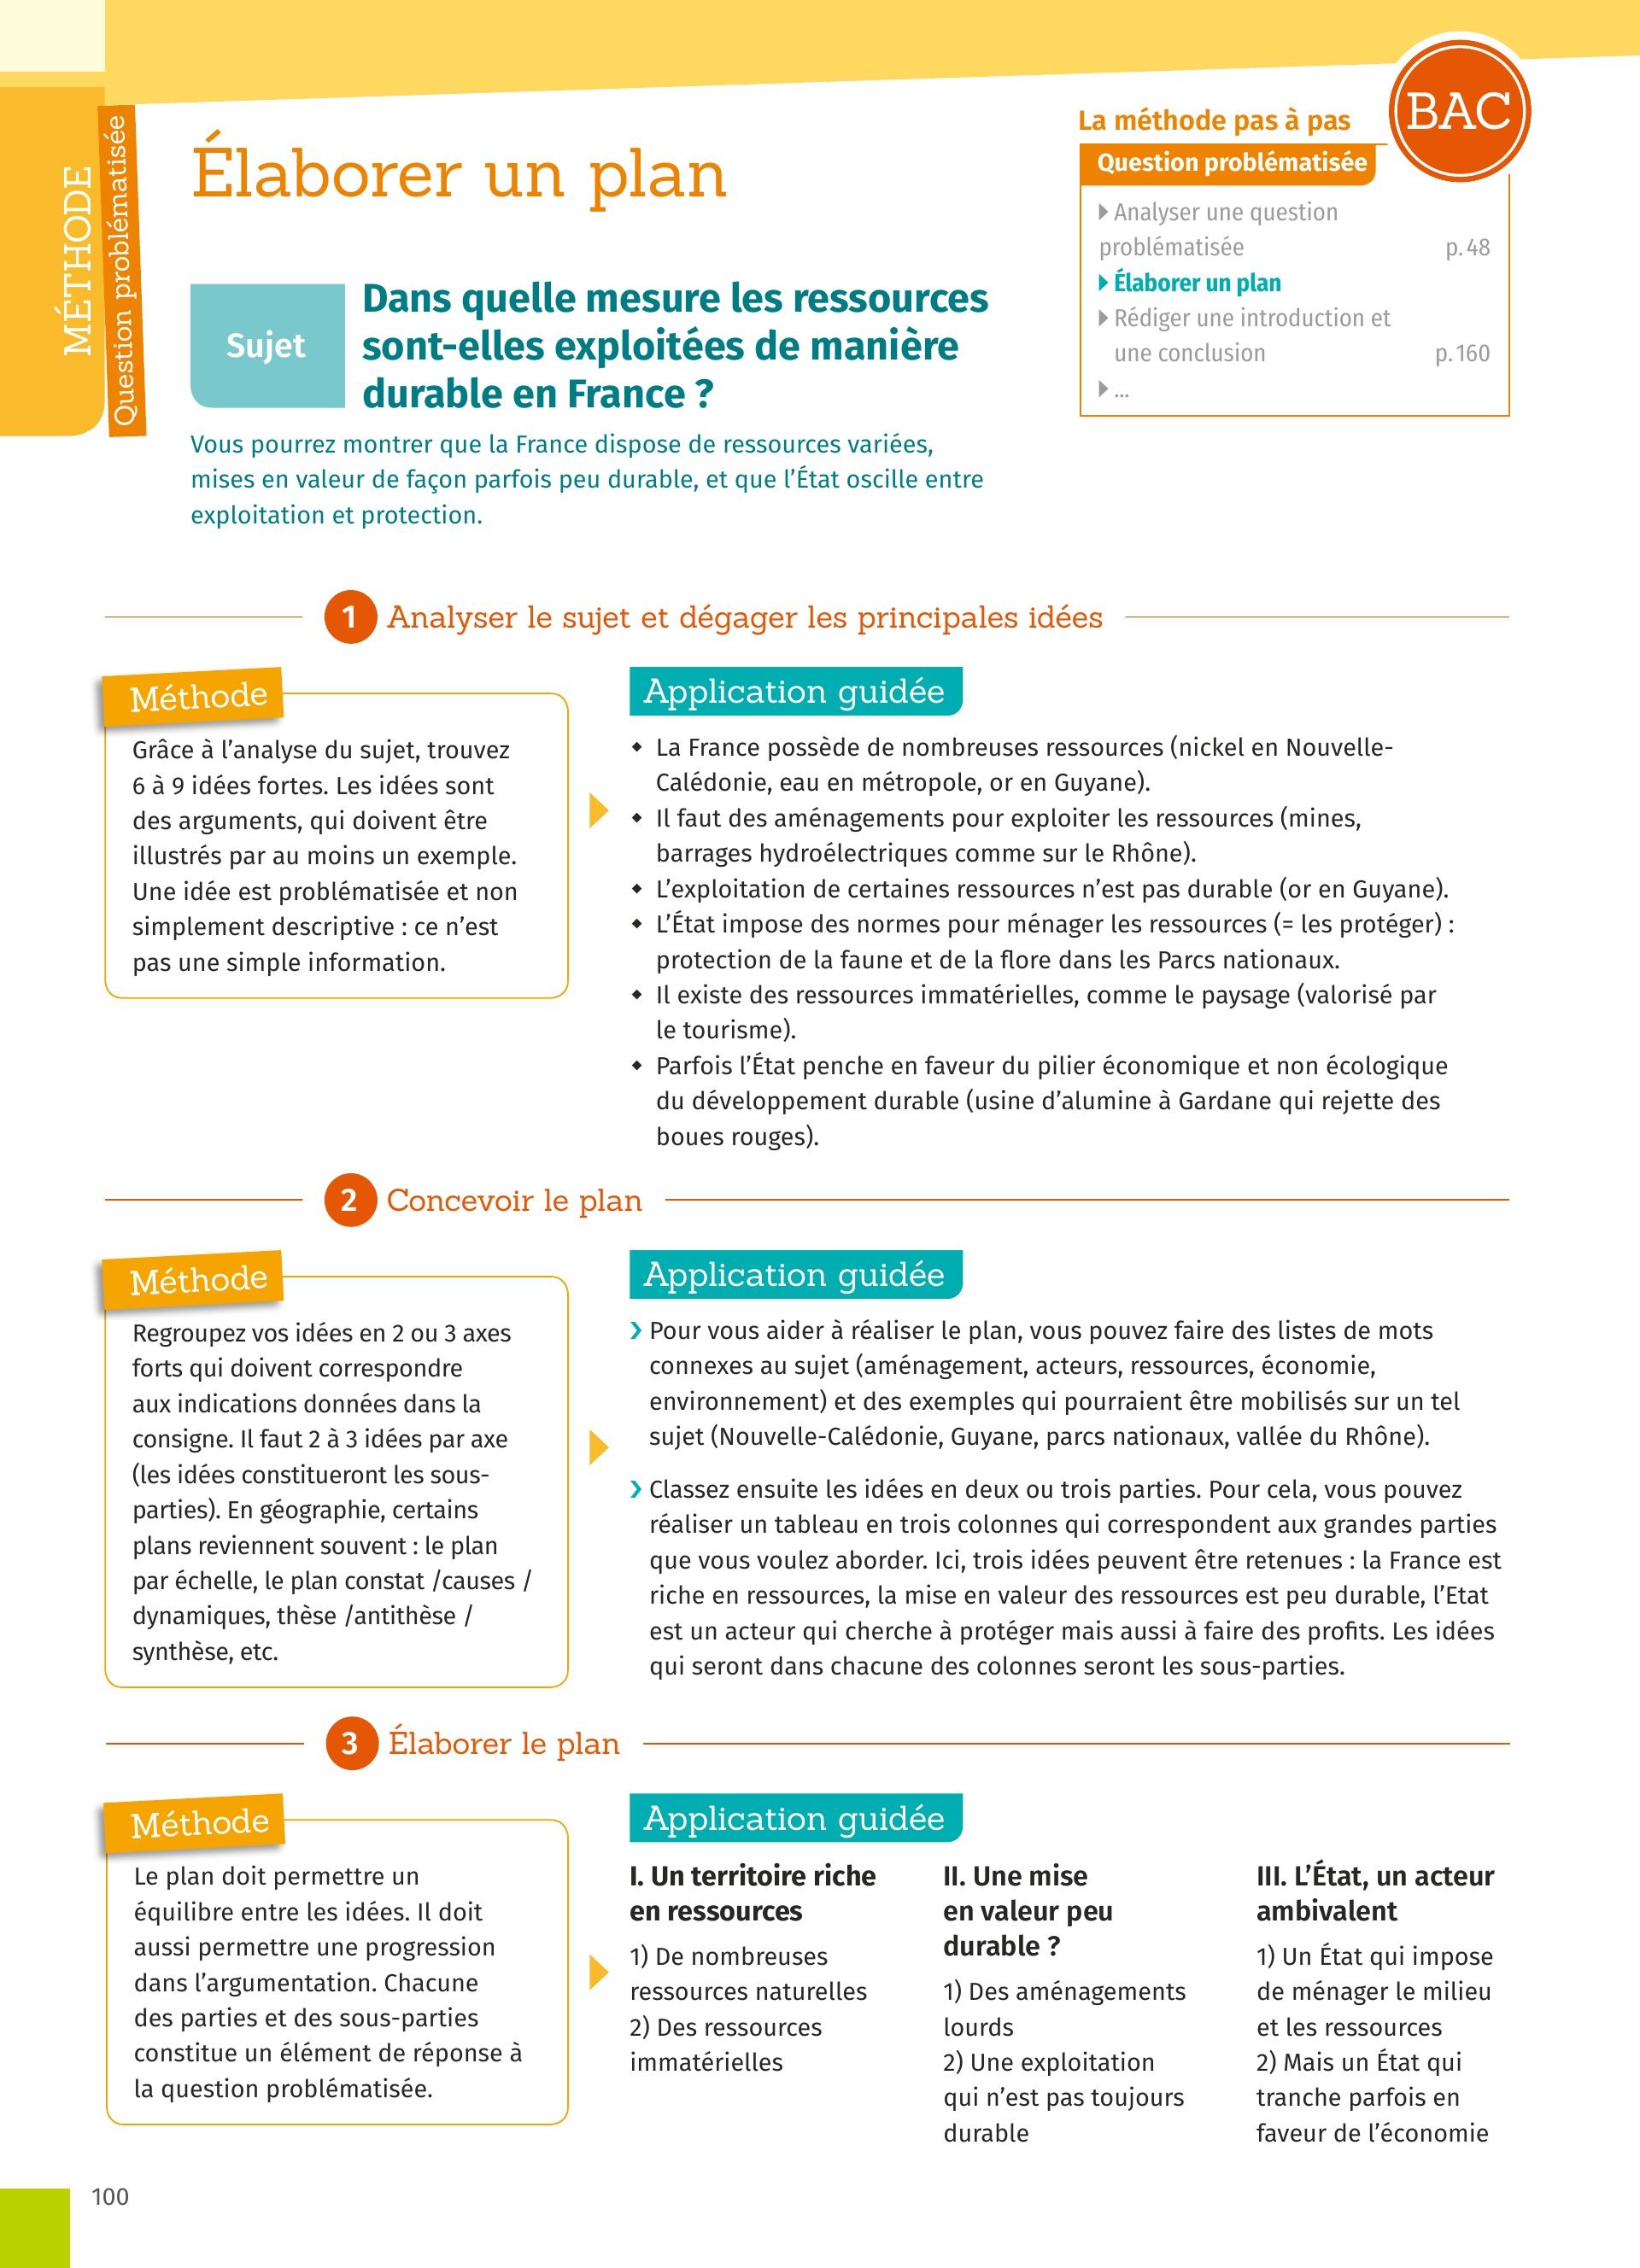 MÉTHODE
Question problématisée
Élaborer un plan
BAC
La méthode pas à pas
Question problématisée
Analyser une question
problématisée p. 48
Élaborer un plan
Rédiger une introduction et
une conclusion p. 160
...
Sujet
Dans quelle mesure les ressources
sont-elles exploitées de manière
durable en France ?
Vous pourrez montrer que la France dispose de ressources variées,
mises en valeur de façon parfois peu durable, et que l’État oscille entre
exploitation et protection.
1 Analyser le sujet et dégager les principales idées
Méthode
Grâce à l’analyse du sujet, trouvez
6 à 9 idées fortes. Les idées sont
des arguments, qui doivent être
illustrés par au moins un exemple.
Une idée est problématisée et non
simplement descriptive : ce n’est
pas une simple information.
Application guidée
La France possède de nombreuses ressources (nickel en Nouvelle-
Calédonie, eau en métropole, or en Guyane).
Il faut des aménagements pour exploiter les ressources (mines,
barrages hydroélectriques comme sur le Rhône).
L’exploitation de certaines ressources n’est pas durable (or en Guyane).
L’État impose des normes pour ménager les ressources (= les protéger) :
protection de la faune et de la flore dans les Parcs nationaux.
Il existe des ressources immatérielles, comme le paysage (valorisé par
le tourisme).
Parfois l’État penche en faveur du pilier économique et non écologique
du développement durable (usine d’alumine à Gardane qui rejette des
boues rouges).
2 Concevoir le plan
Méthode
Regroupez vos idées en 2 ou 3 axes
forts qui doivent correspondre
aux indications données dans la
consigne. Il faut 2 à 3 idées par axe
(les idées constitueront les sous-
parties). En géographie, certains
plans reviennent souvent : le plan
par échelle, le plan constat /causes /
dynamiques, thèse /antithèse /
synthèse, etc.
Application guidée
Pour vous aider à réaliser le plan, vous pouvez faire des listes de mots
connexes au sujet (aménagement, acteurs, ressources, économie,
environnement) et des exemples qui pourraient être mobilisés sur un tel
sujet (Nouvelle-Calédonie, Guyane, parcs nationaux, vallée du Rhône).
Classez ensuite les idées en deux ou trois parties. Pour cela, vous pouvez
réaliser un tableau en trois colonnes qui correspondent aux grandes parties
que vous voulez aborder. Ici, trois idées peuvent être retenues : la France est
riche en ressources, la mise en valeur des ressources est peu durable, l’Etat
est un acteur qui cherche à protéger mais aussi à faire des profits. Les idées
qui seront dans chacune des colonnes seront les sous-parties.
3 Élaborer le plan
Méthode
Le plan doit permettre un
équilibre entre les idées. Il doit
aussi permettre une progression
dans l’argumentation. Chacune
des parties et des sous-parties
constitue un élément de réponse à
la question problématisée.
Application guidée
I. Un territoire riche
en ressources
1) De nombreuses
ressources naturelles
2) Des ressources
immatérielles
II. Une mise
en valeur peu
durable ?
1) Des aménagements
lourds
2) Une exploitation
qui n’est pas toujours
durable
III. L’État, un acteur
ambivalent
1) Un État qui impose
de ménager le milieu
et les ressources
2) Mais un État qui
tranche parfois en
faveur de l’économie
100